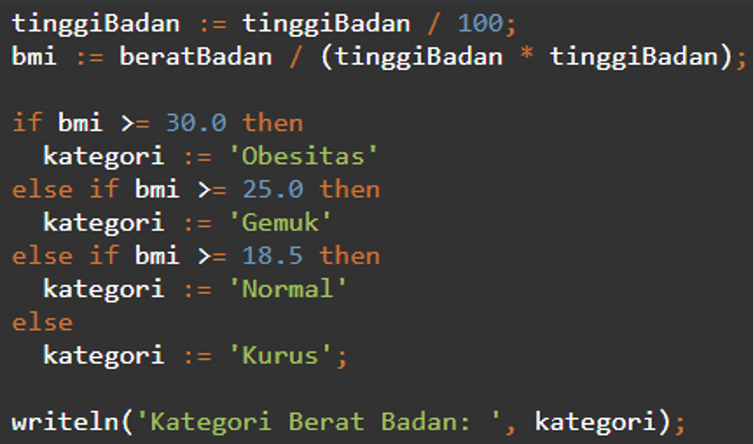 tinggiBadan := tinggiBadan / 100;
bmi := beratBadan / (tinggiBadan * tinggiBadan);

if bmi >= 30.0 then
  kategori := 'Obesitas'
else if bmi >= 25.0 then
  kategori := 'Gemuk'
else if bmi >= 18.5 then
  kategori := 'Normal'
else
  kategori := 'Kurus';

writeln('Kategori Berat Badan: ', kategori);